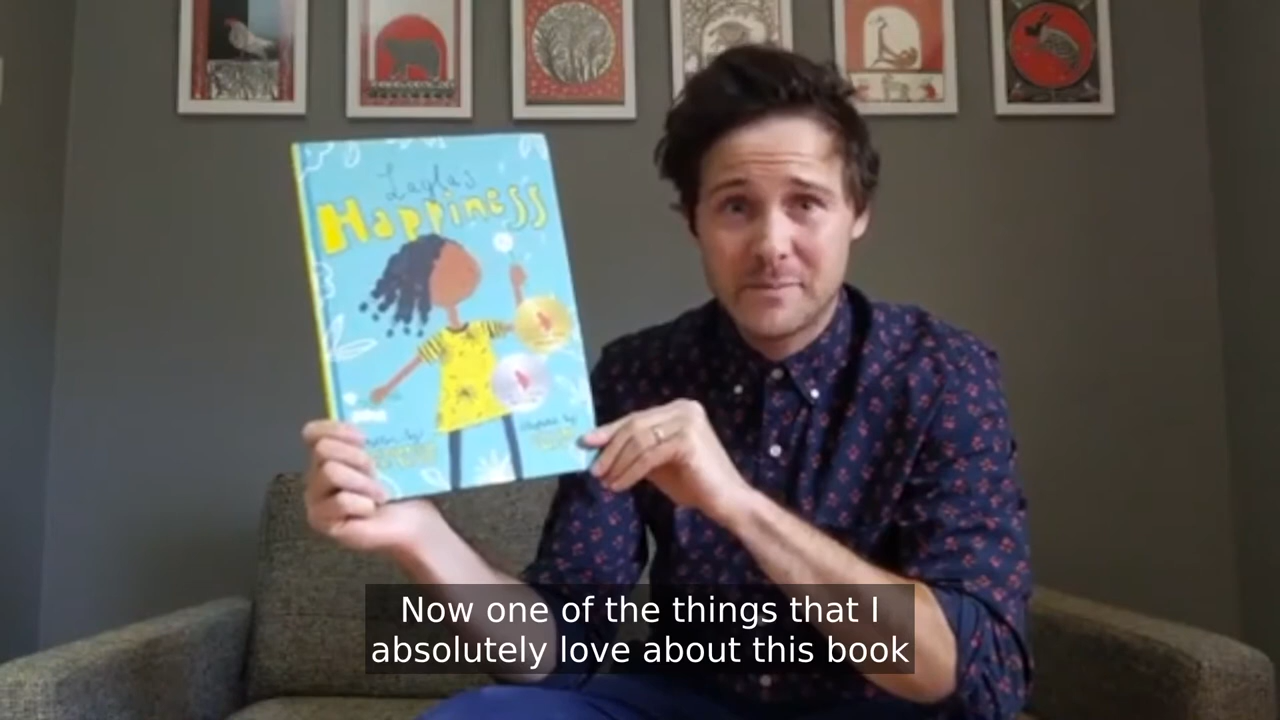 Layla's
Happiness
Now one of the things that I
absolutely love about this book